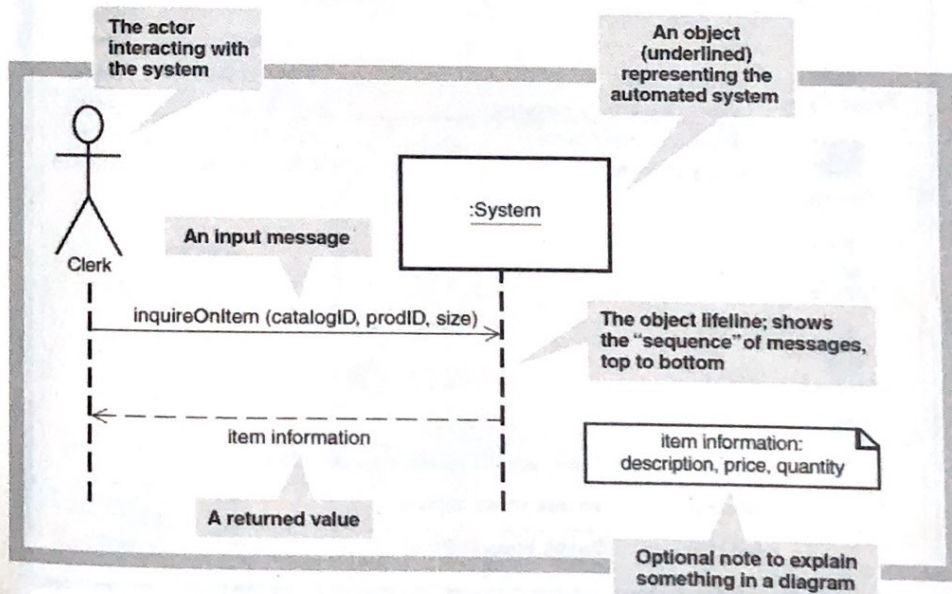 The actor
interacting with
the system
An object
(underlined)
representing the
automated system
:System
An input message
Clerk
inquireOnItem (catalogID, prodID, size)
The object lifeline; shows
the “sequence” of messages,
top to bottom
item information
item information:
description, price, quantity
A returned value
Optional note to explain
something in a diagram